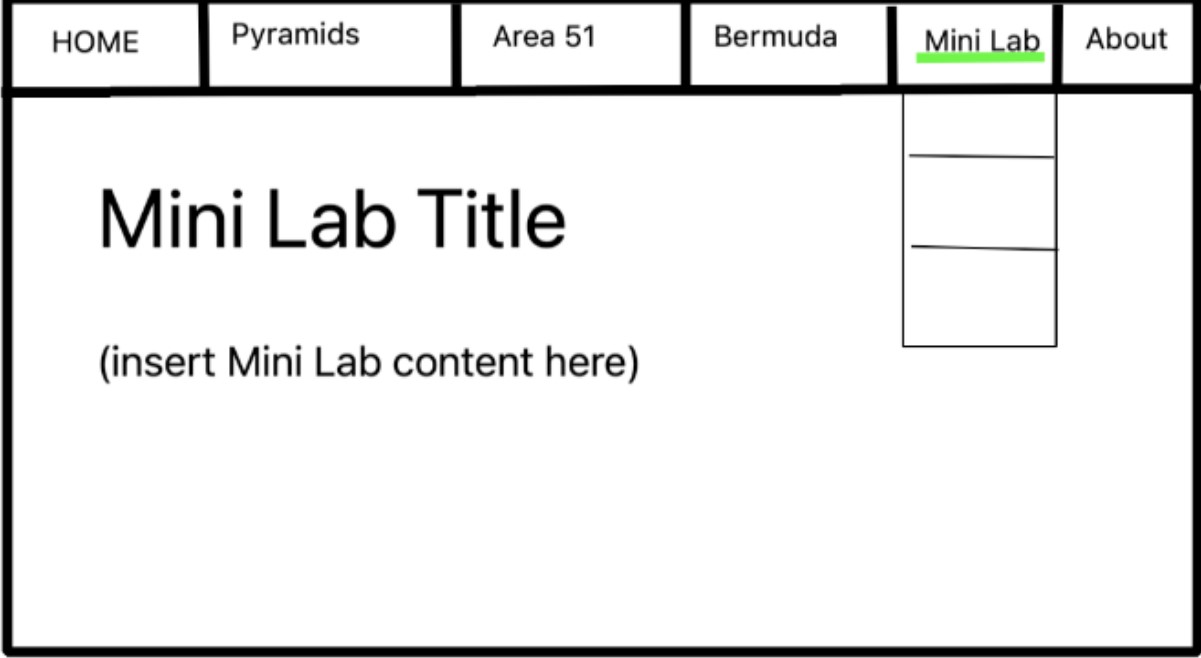 HOME
Pyramids
Area 51
Bermuda
Mini Lab
About
Mini Lab Title
(insert Mini Lab content here)